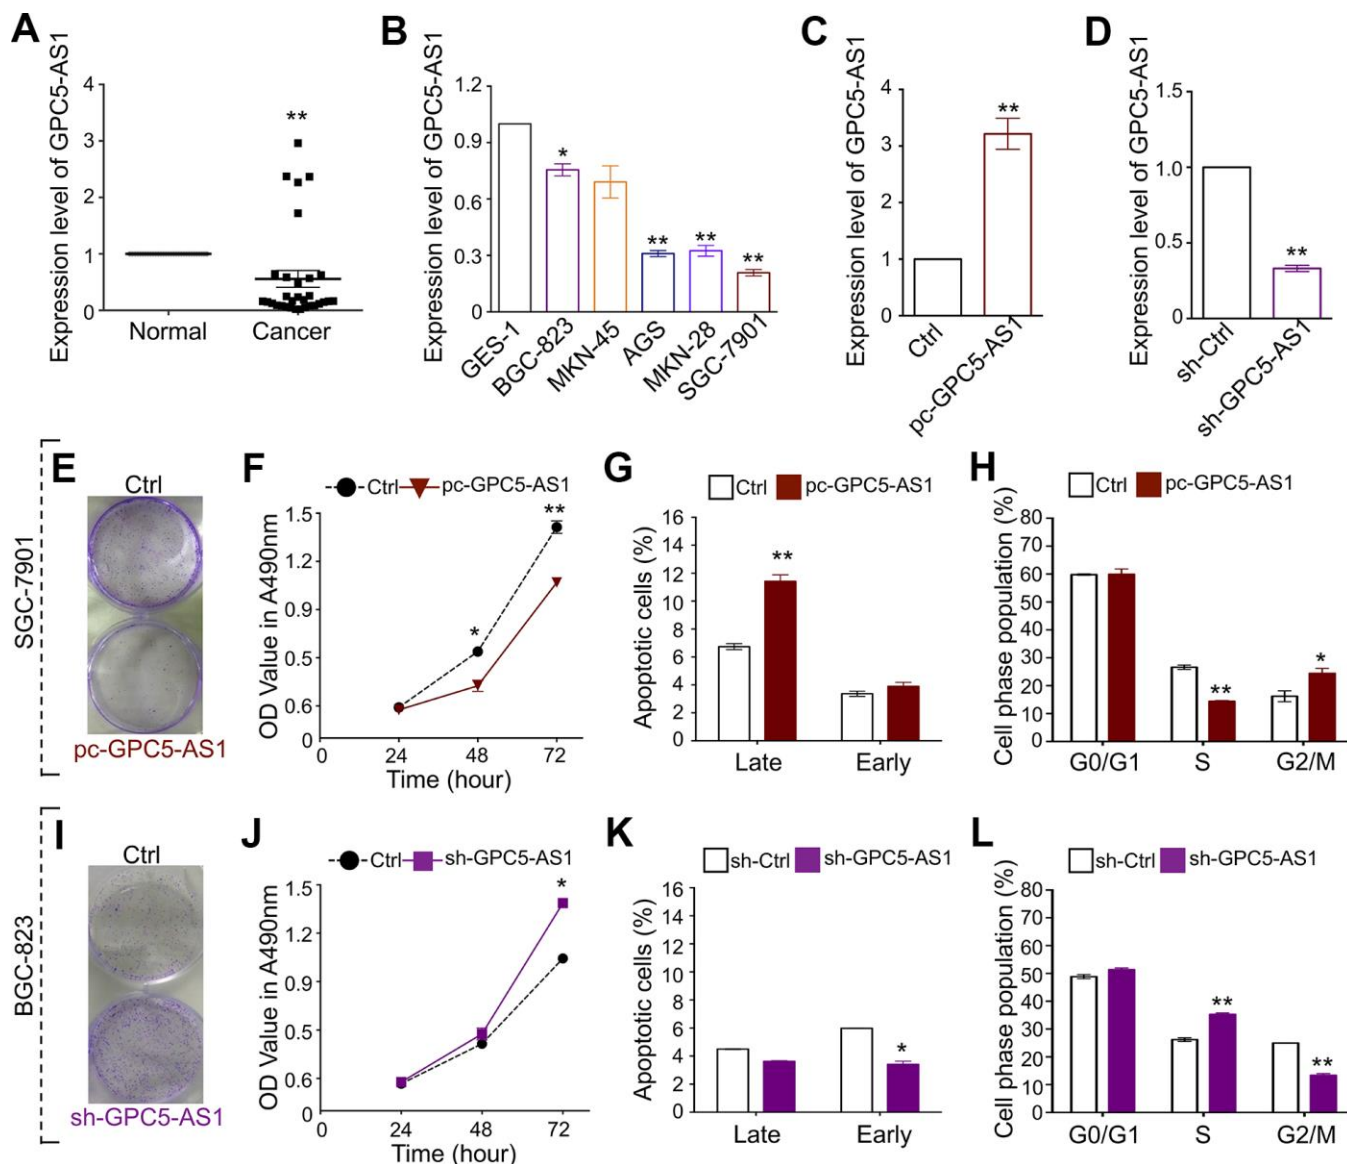 A
Expression level of GPC5-AS1
4
3
2
1
0
**
Normal
Cancer
B
Expression level of GPC5-AS1
1.2
0.9
0.6
0.3
0
*
**
**
**
GES-1
BGC-823
MKN-45
AGS
MKN-28
SGC-7901
C
Expression level of GPC5-AS1
4
3
2
1
0
**
Ctrl
pc-GPC5-AS1
D
Expression level of GPC5-AS1
1.5
1.0
0.5
0
**
sh-Ctrl
sh-GPC5-AS1
SGC-7901
E
Ctrl
pc-GPC5-AS1
F
Ctrl
pc-GPC5-AS1
OD Value in A490nm
1.5
1.2
0.9
0.5
0.6
0
*
**
0
24
48
72
Time (hour)
G
Ctrl
pc-GPC5-AS1
Apoptotic cells (%)
16
14
12
10
8
6
4
2
0
**
Late
Early
H
Ctrl
pc-GPC5-AS1
Cell phase population (%)
80
70
60
50
40
30
20
10
0
**
*
G0/G1
S
G2/M
BGC-823
I
Ctrl
sh-GPC5-AS1
J
Ctrl
sh-GPC5-AS1
OD Value in A490nm
1.5
1.2
0.9
0.5
0.6
0
*
0
24
48
72
Time (hour)
K
sh-Ctrl
sh-GPC5-AS1
Apoptotic cells (%)
16
14
12
10
8
6
4
2
0
*
Late
Early
L
sh-Ctrl
sh-GPC5-AS1
Cell phase population (%)
80
70
60
50
40
30
20
10
0
**
**
G0/G1
S
G2/M